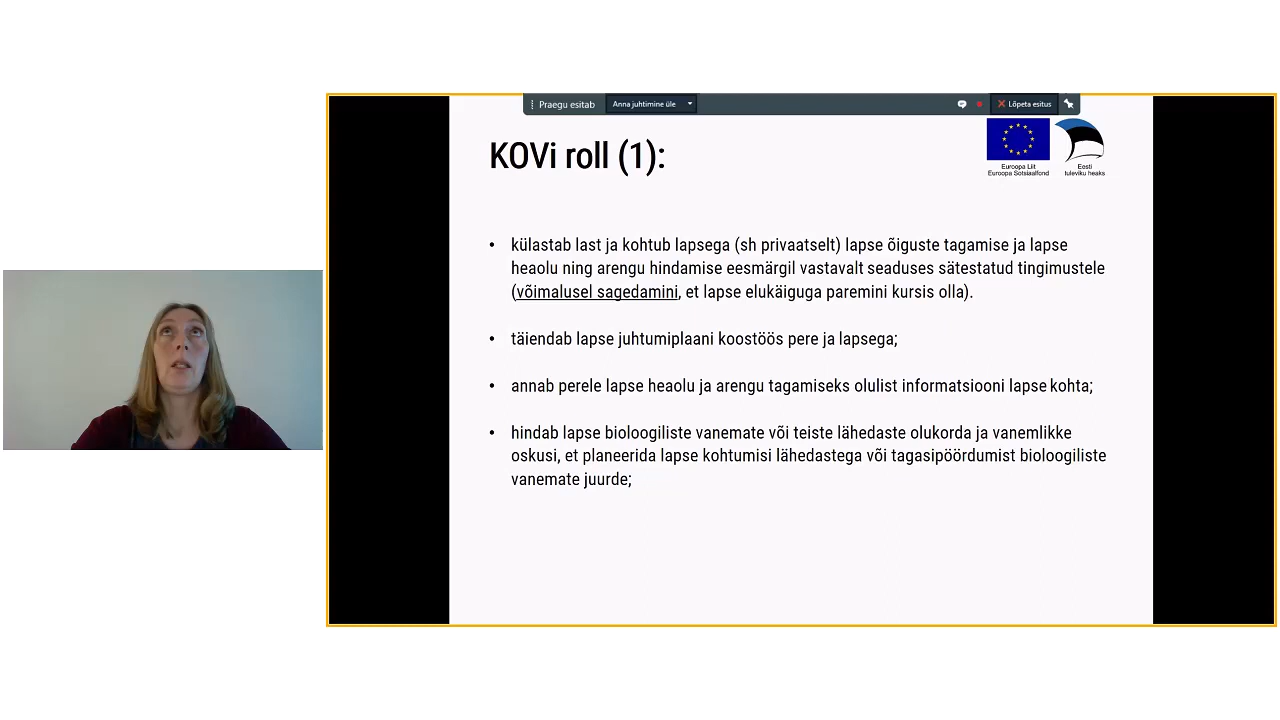 Praegu esitab
Anna juhtimine üle
Lõpeta esitus
KOVi roll (1):
Euroopa Liit
Euroopa Sotsiaalfond
Eesti
tuleviku heaks
• külastab last ja kohtub lapsega (sh privaatselt) lapse õiguste tagamise ja lapse
heaolu ning arengu hindamise eesmärgil vastavalt seaduses sätestatud tingimustele
(võimalusel sagedamini, et lapse elukäiguga paremini kursis olla).
• täiendab lapse juhtumiplaani koostöös pere ja lapsega;
• annab perele lapse heaolu ja arengu tagamiseks olulist informatsiooni lapse kohta;
• hindab lapse bioloogiliste vanemate või teiste lähedaste olukorda ja vanemlikke
oskusi, et planeerida lapse kohtumisi lähedastega või tagasipöördumist bioloogiliste
vanemate juurde;